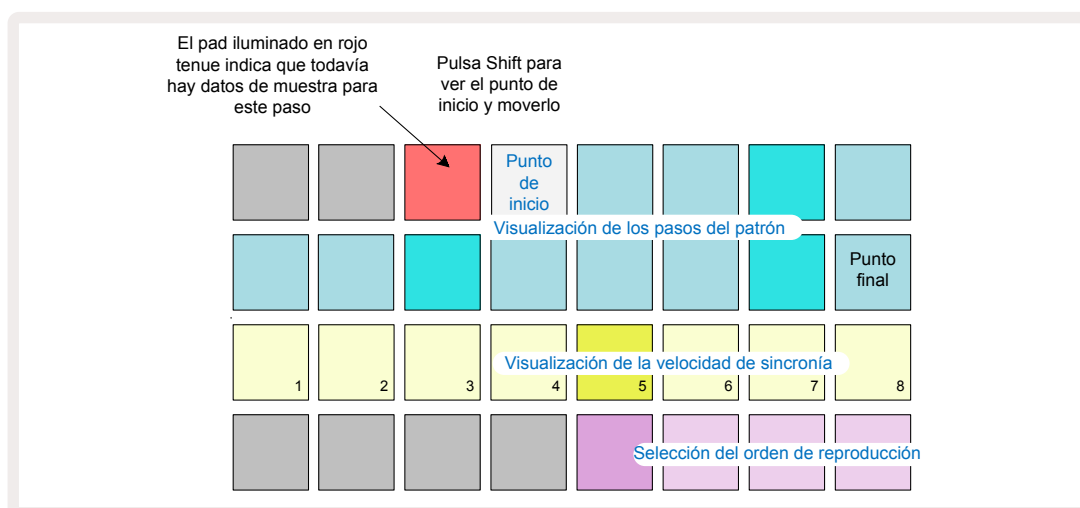 El pad iluminado en rojo
tenue indica que todavía
hay datos de muestra para
este paso
Pulsa Shift para
ver el punto de
inicio y moverlo
Punto
de
inicio
Visualización de los pasos del patrón
Punto
final
Visualización de la velocidad de sincronía
1 2 3 4 5 6 7 8
Selección del orden de reproducción